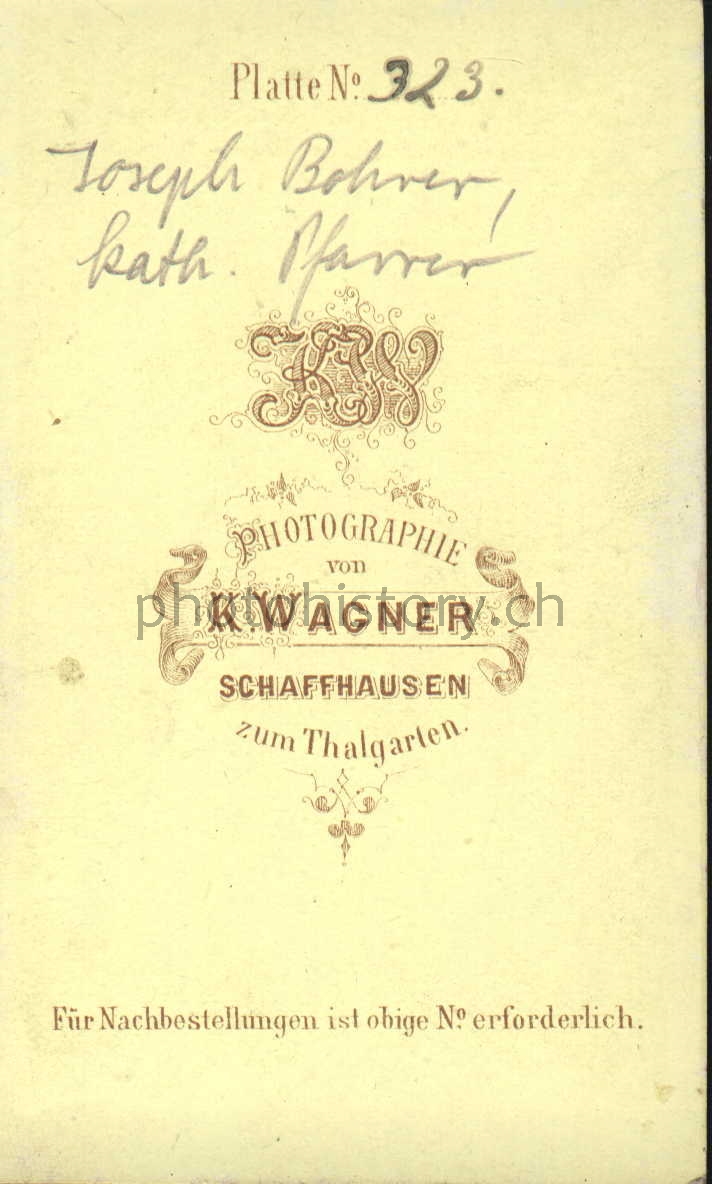 Platte No. 323.
Joseph Bohrer,
kath. Pfarrer
KW
PHOTOGRAPHIE
von
K. WAGNER.
photohistory.ch
SCHAFFHAUSEN
zum Thalgarten.
Für Nachbestellungen ist obige No. erforderlich.